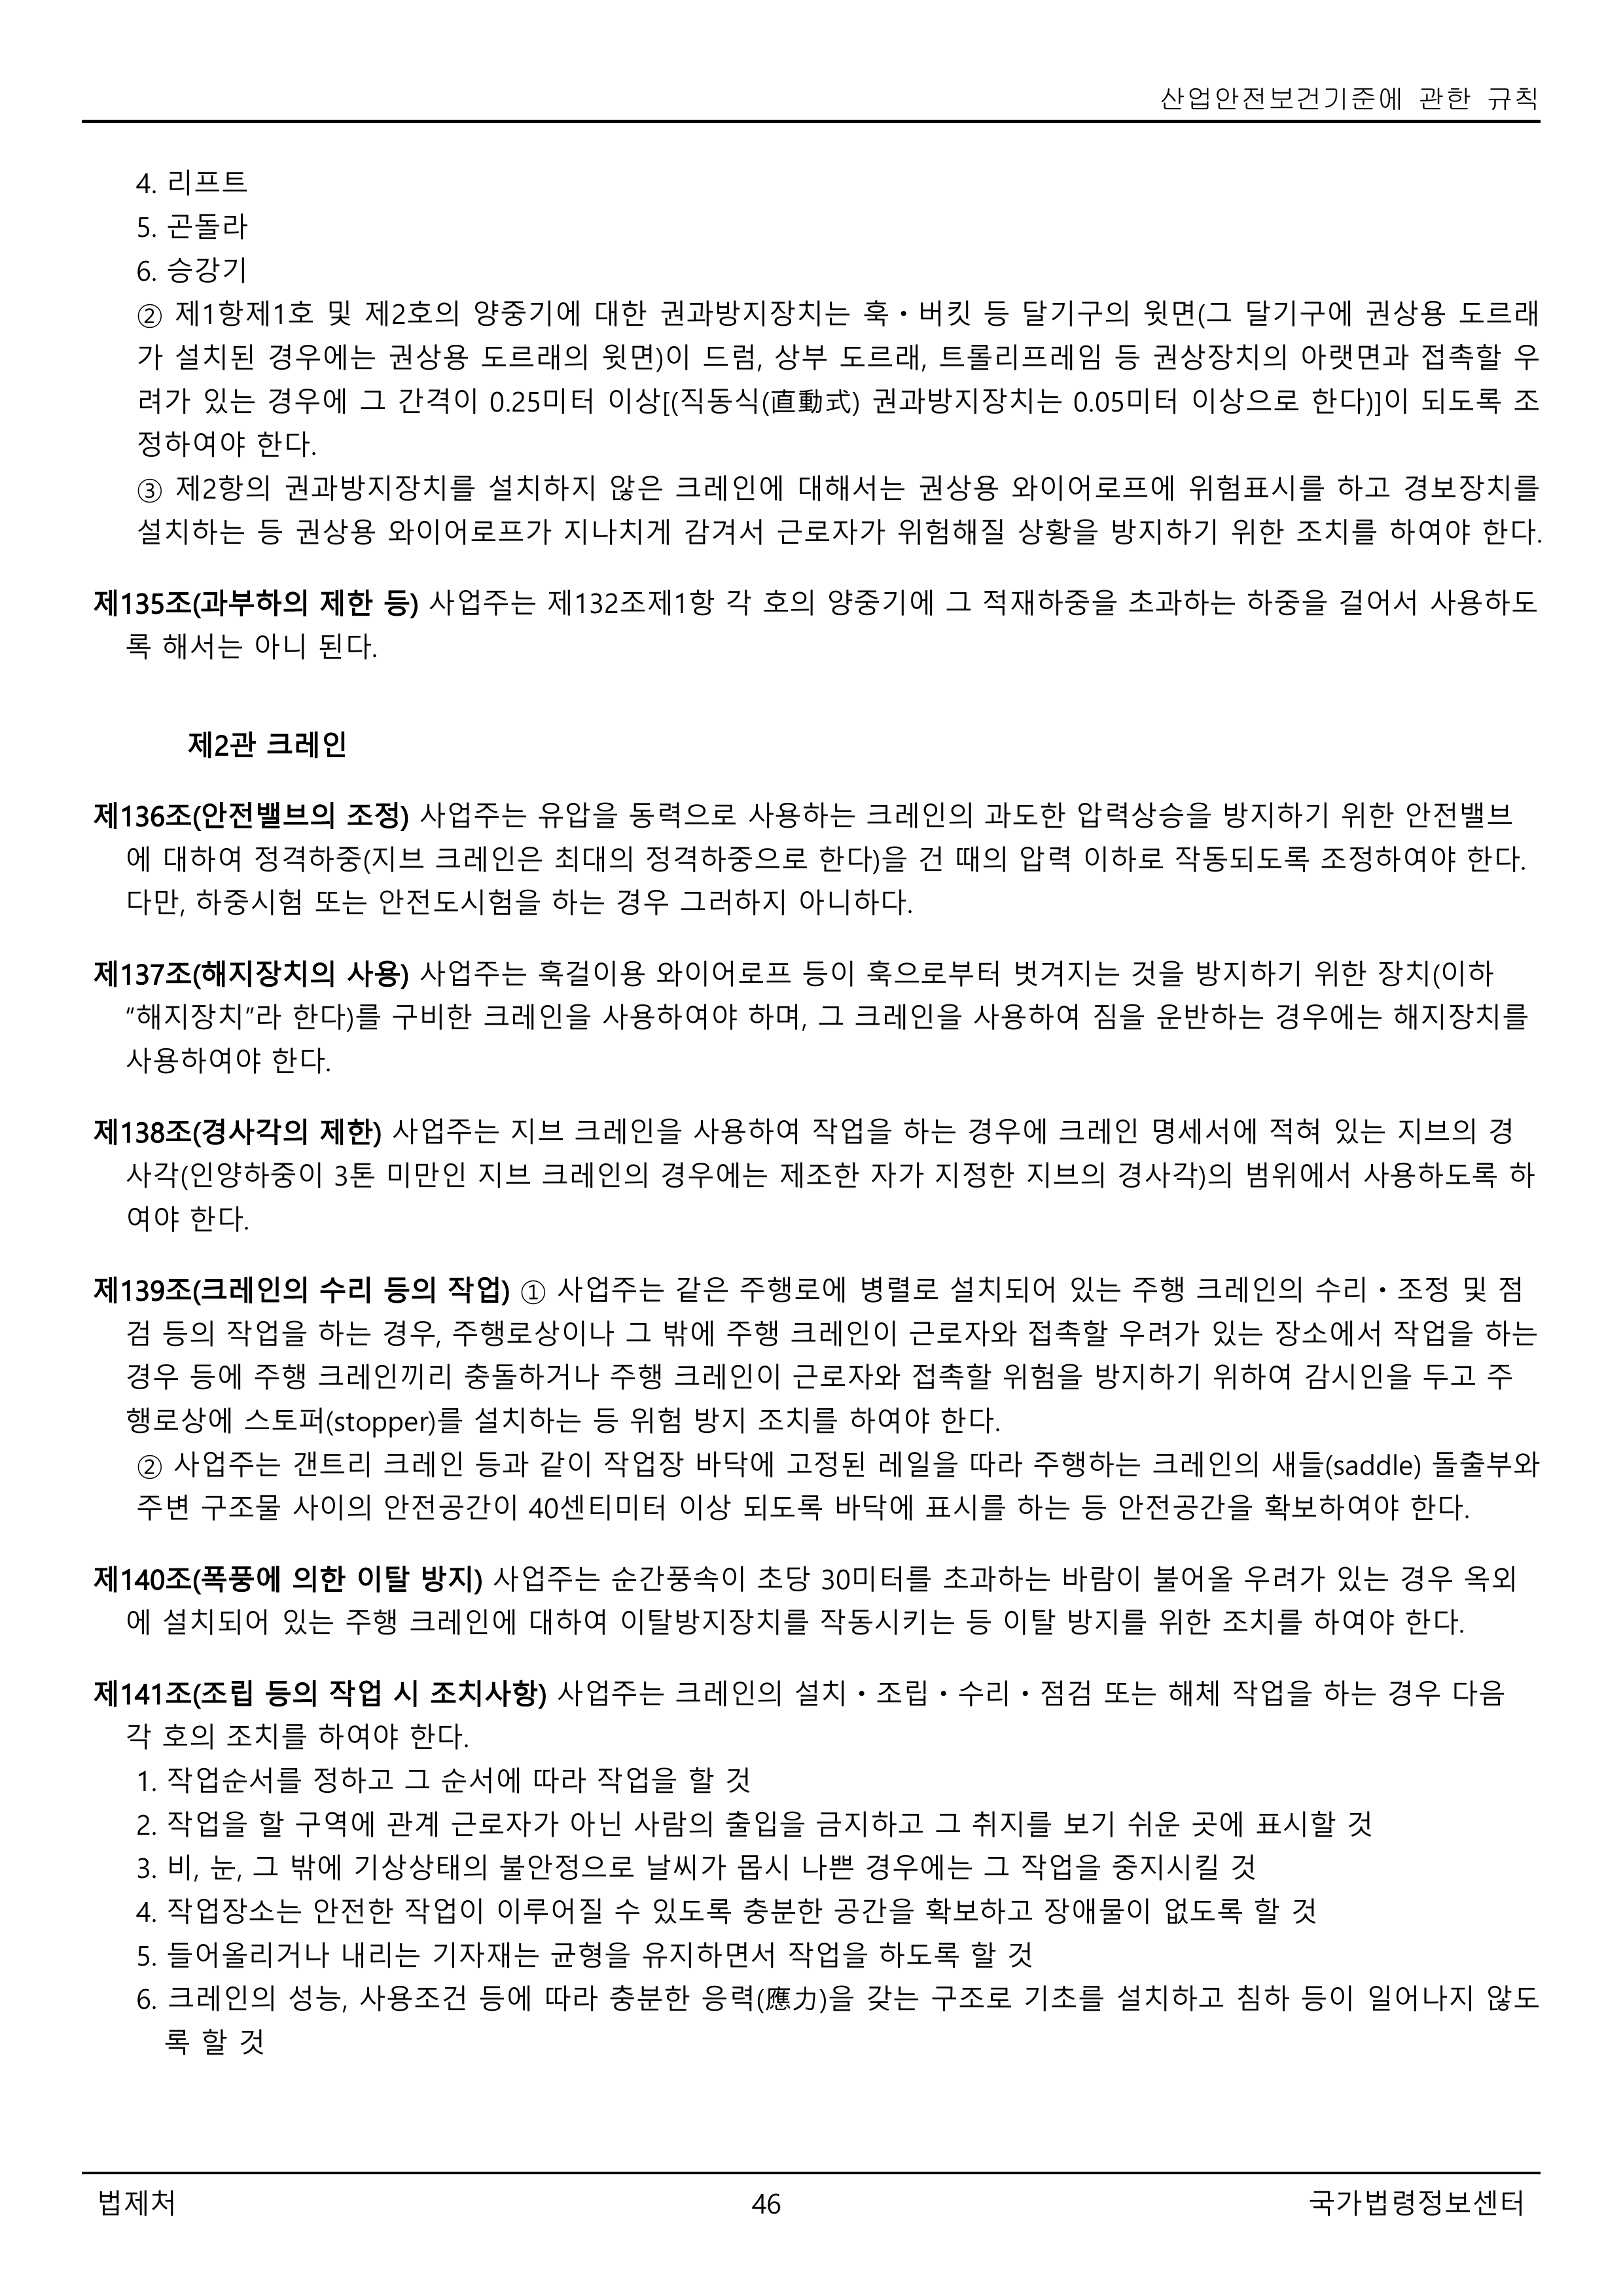 산업안전보건기준에 관한 규칙
4. 리프트
5. 곤돌라
6. 승강기
② 제1항제1호 및 제2호의 양중기에 대한 권과방지장치는 훅ㆍ버킷 등 달기구의 윗면(그 달기구에 권상용 도르래
가 설치된 경우에는 권상용 도르래의 윗면)이 드럼, 상부 도르래, 트롤리프레임 등 권상장치의 아랫면과 접촉할 우
려가 있는 경우에 그 간격이 0.25미터 이상[(직동식(直動式) 권과방지장치는 0.05미터 이상으로 한다)]이 되도록 조
정하여야 한다.
③ 제2항의 권과방지장치를 설치하지 않은 크레인에 대해서는 권상용 와이어로프에 위험표시를 하고 경보장치를
설치하는 등 권상용 와이어로프가 지나치게 감겨서 근로자가 위험해질 상황을 방지하기 위한 조치를 하여야 한다.
제135조(과부하의 제한 등) 사업주는 제132조제1항 각 호의 양중기에 그 적재하중을 초과하는 하중을 걸어서 사용하도
록 해서는 아니 된다.
제2관 크레인
제136조(안전밸브의 조정) 사업주는 유압을 동력으로 사용하는 크레인의 과도한 압력상승을 방지하기 위한 안전밸브
에 대하여 정격하중(지브 크레인은 최대의 정격하중으로 한다)을 건 때의 압력 이하로 작동되도록 조정하여야 한다.
다만, 하중시험 또는 안전도시험을 하는 경우 그러하지 아니하다.
제137조(해지장치의 사용) 사업주는 훅걸이용 와이어로프 등이 훅으로부터 벗겨지는 것을 방지하기 위한 장치(이하
“해지장치”라 한다)를 구비한 크레인을 사용하여야 하며, 그 크레인을 사용하여 짐을 운반하는 경우에는 해지장치를
사용하여야 한다.
제138조(경사각의 제한) 사업주는 지브 크레인을 사용하여 작업을 하는 경우에 크레인 명세서에 적혀 있는 지브의 경
사각(인양하중이 3톤 미만인 지브 크레인의 경우에는 제조한 자가 지정한 지브의 경사각)의 범위에서 사용하도록 하
여야 한다.
제139조(크레인의 수리 등의 작업) ① 사업주는 같은 주행로에 병렬로 설치되어 있는 주행 크레인의 수리ㆍ조정 및 점
검 등의 작업을 하는 경우, 주행로상이나 그 밖에 주행 크레인이 근로자와 접촉할 우려가 있는 장소에서 작업을 하는
경우 등에 주행 크레인끼리 충돌하거나 주행 크레인이 근로자와 접촉할 위험을 방지하기 위하여 감시인을 두고 주
행로상에 스토퍼(stopper)를 설치하는 등 위험 방지 조치를 하여야 한다.
② 사업주는 갠트리 크레인 등과 같이 작업장 바닥에 고정된 레일을 따라 주행하는 크레인의 새들(saddle) 돌출부와
주변 구조물 사이의 안전공간이 40센티미터 이상 되도록 바닥에 표시를 하는 등 안전공간을 확보하여야 한다.
제140조(폭풍에 의한 이탈 방지) 사업주는 순간풍속이 초당 30미터를 초과하는 바람이 불어올 우려가 있는 경우 옥외
에 설치되어 있는 주행 크레인에 대하여 이탈방지장치를 작동시키는 등 이탈 방지를 위한 조치를 하여야 한다.
제141조(조립 등의 작업 시 조치사항) 사업주는 크레인의 설치ㆍ조립ㆍ수리ㆍ점검 또는 해체 작업을 하는 경우 다음
각 호의 조치를 하여야 한다.
1. 작업순서를 정하고 그 순서에 따라 작업을 할 것
2. 작업을 할 구역에 관계 근로자가 아닌 사람의 출입을 금지하고 그 취지를 보기 쉬운 곳에 표시할 것
3. 비, 눈, 그 밖에 기상상태의 불안정으로 날씨가 몹시 나쁜 경우에는 그 작업을 중지시킬 것
4. 작업장소는 안전한 작업이 이루어질 수 있도록 충분한 공간을 확보하고 장애물이 없도록 할 것
5. 들어올리거나 내리는 기자재는 균형을 유지하면서 작업을 하도록 할 것
6. 크레인의 성능, 사용조건 등에 따라 충분한 응력(應力)을 갖는 구조로 기초를 설치하고 침하 등이 일어나지 않도
록 할 것
법제처 46 국가법령정보센터